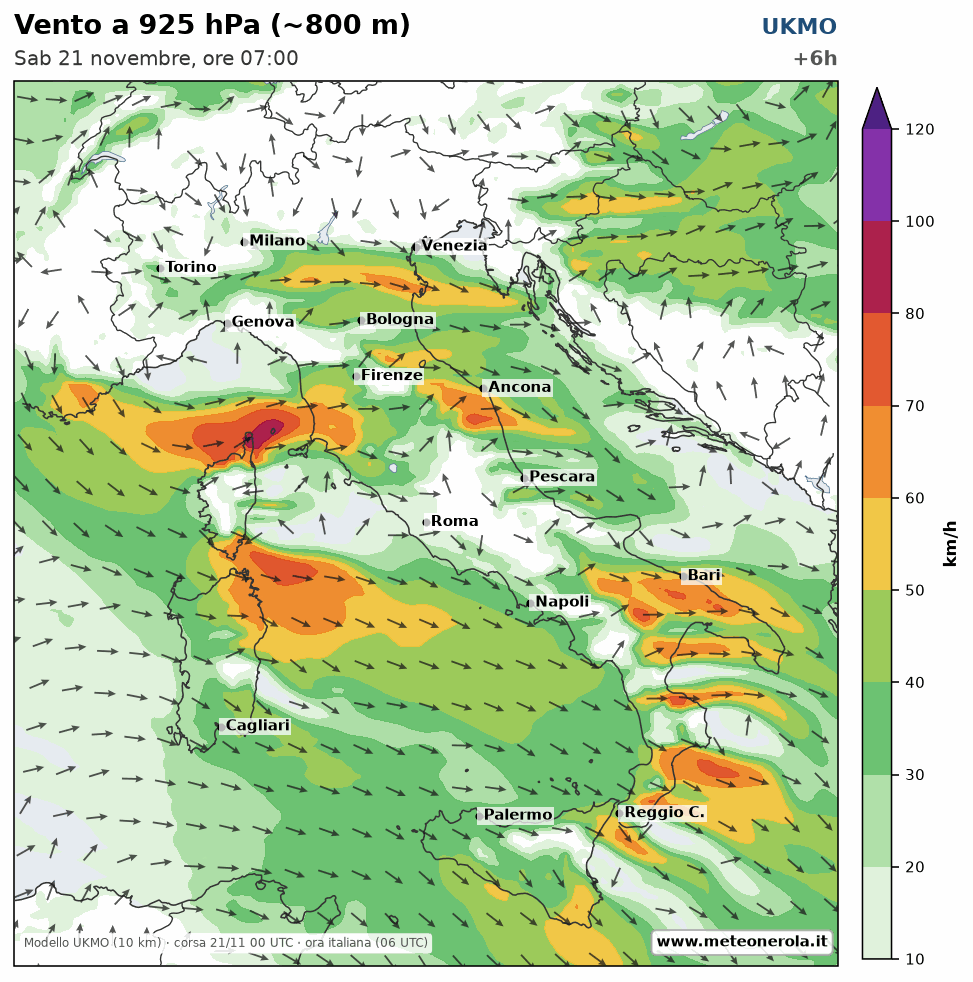 Vento a 925 hPa (~800 m)
UKMO
Sab 21 novembre, ore 07:00
+6h
120
100
80
70
60
50
40
30
20
10
km/h
Milano
Venezia
Torino
Genova
Bologna
Firenze
Ancona
Pescara
Roma
Bari
Napoli
Cagliari
Palermo
Reggio C.
Modello UKMO (10 km) · corsa 21/11 00 UTC · ora italiana (06 UTC)
www.meteonerola.it